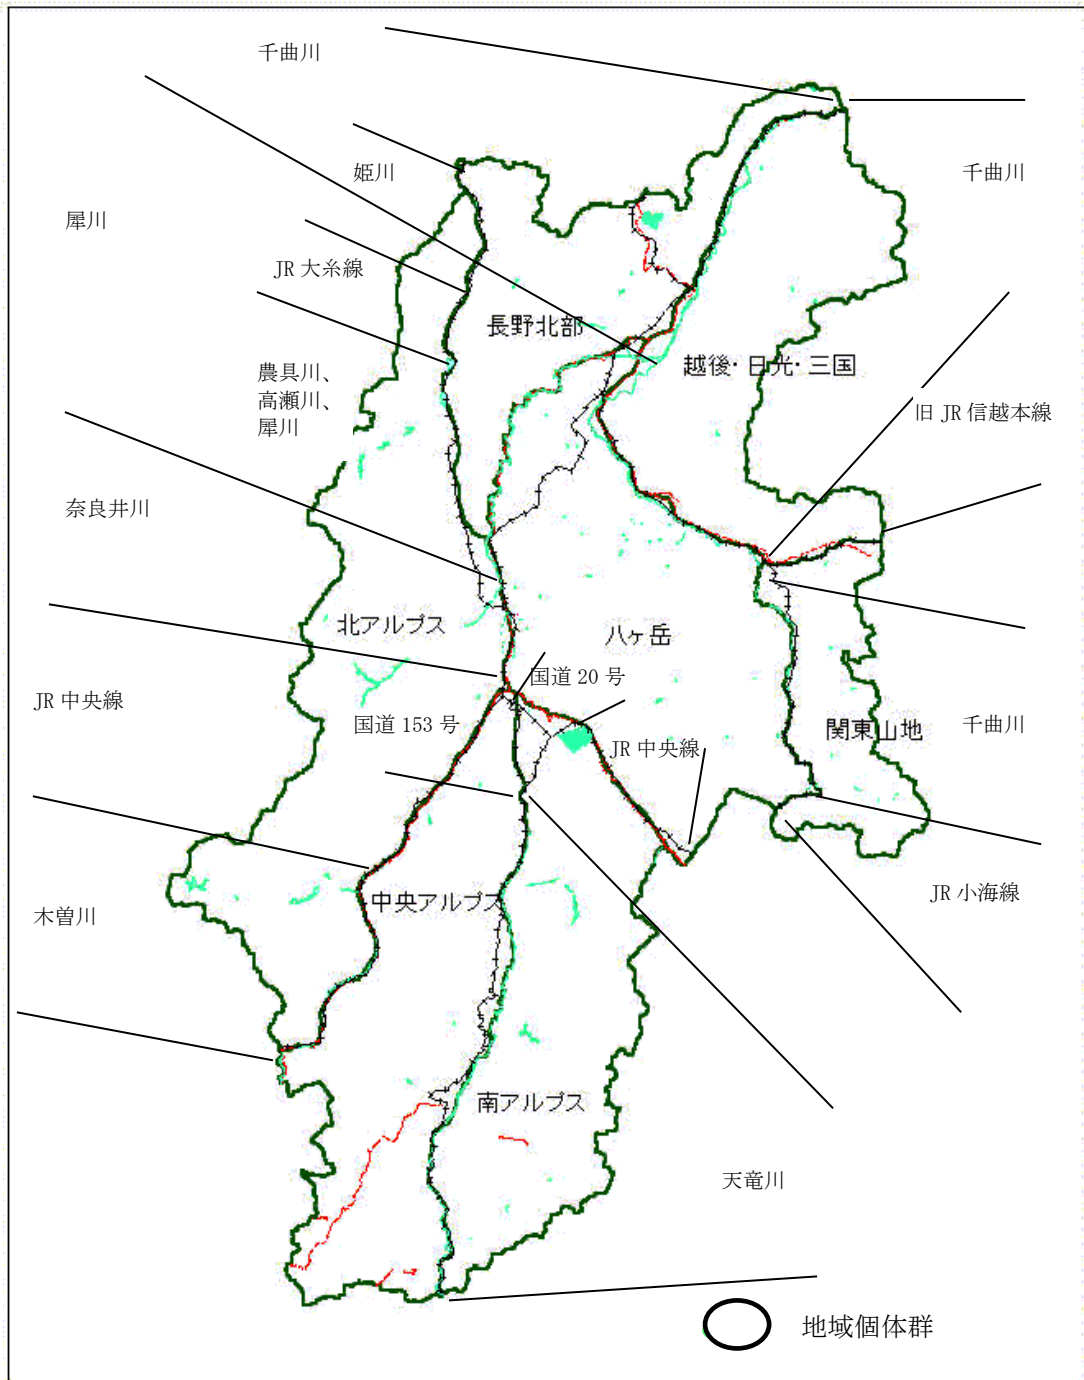 千曲川
姫川
千曲川
犀川
JR 大糸線
長野北部
越後・日光・三国
農具川、
高瀬川、
犀川
旧 JR 信越本線
奈良井川
北アルプス
八ヶ岳
国道 20 号
JR 中央線
国道 153 号
関東山地
千曲川
JR 中央線
中央アルプス
JR 小海線
木曽川
南アルプス
天竜川
地域個体群